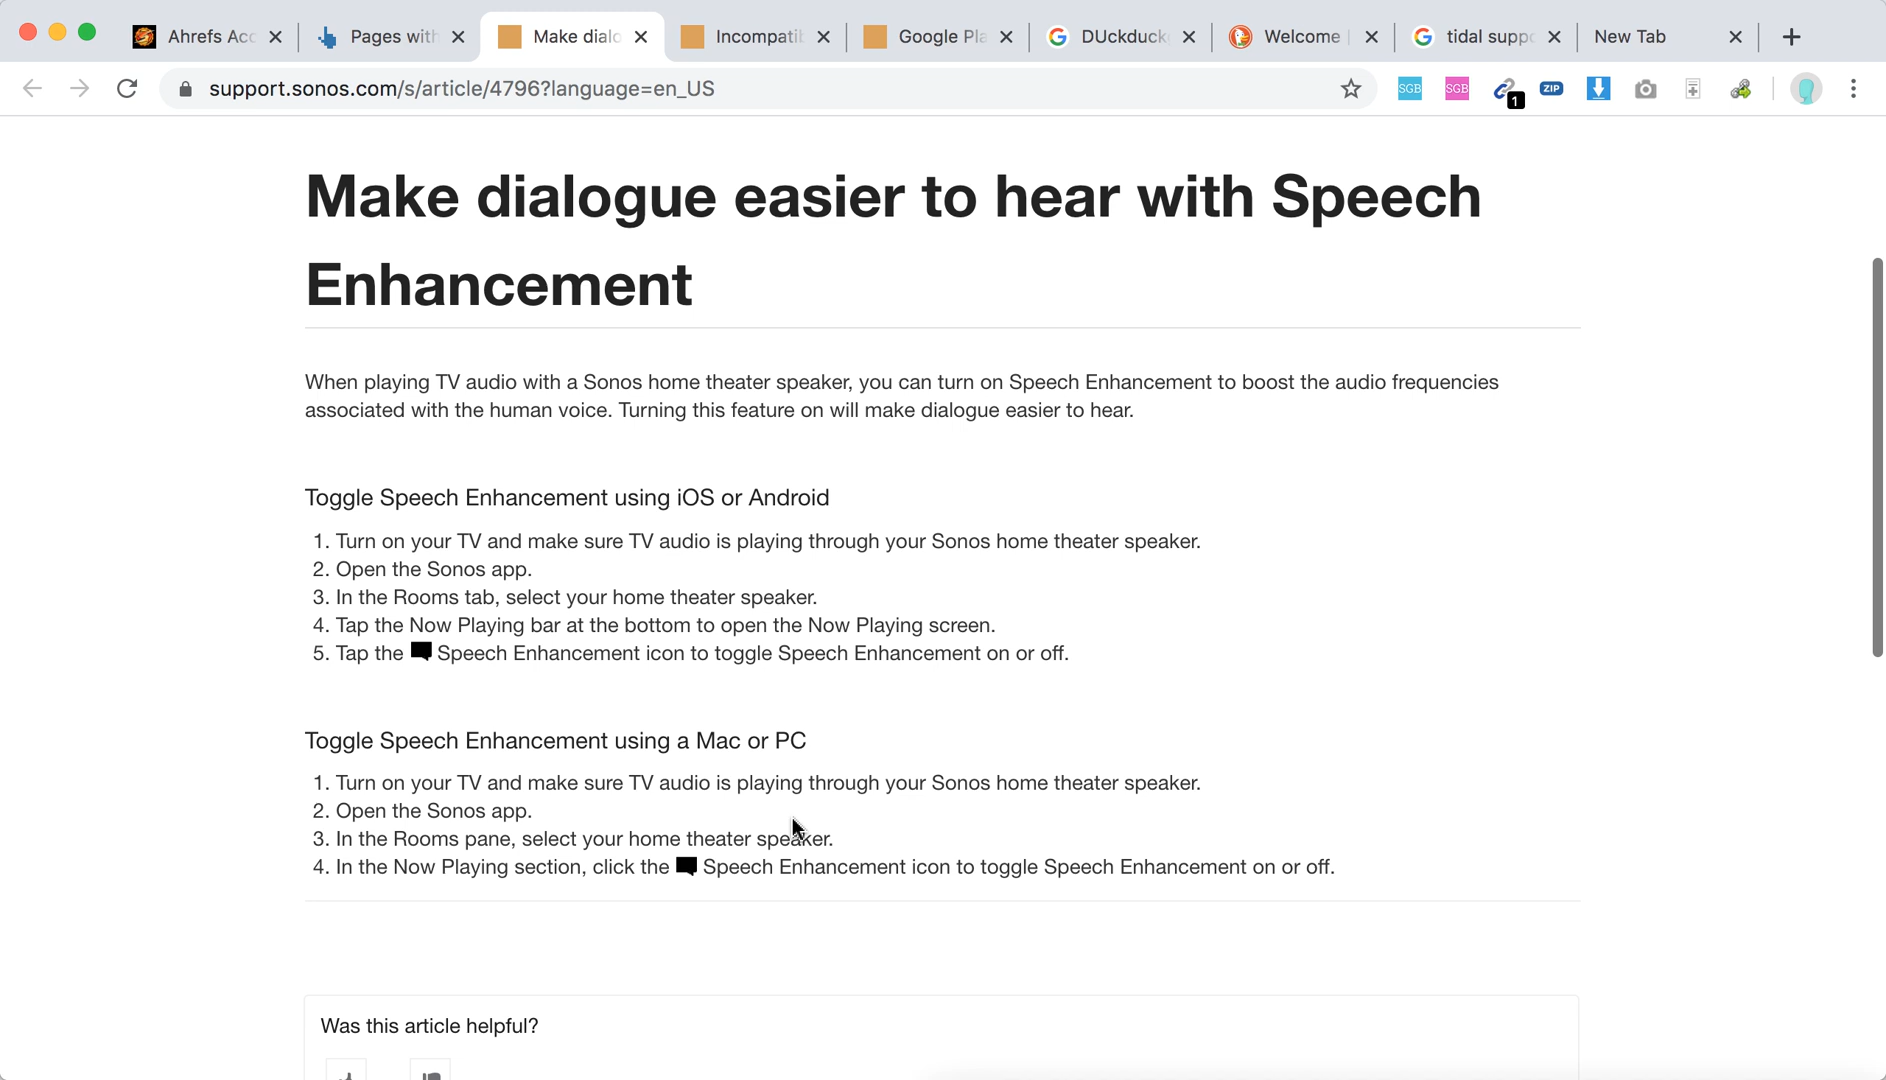 Ahrefs Acc
Pages with
Make dialo
Incompatib
Google Pla
DUckduck
Welcome
tidal suppo
New Tab
support.sonos.com/s/article/4796?language=en_US
SGB
SGB
1
ZIP
Make dialogue easier to hear with Speech
Enhancement
When playing TV audio with a Sonos home theater speaker, you can turn on Speech Enhancement to boost the audio frequencies
associated with the human voice. Turning this feature on will make dialogue easier to hear.
Toggle Speech Enhancement using iOS or Android
1. Turn on your TV and make sure TV audio is playing through your Sonos home theater speaker.
2. Open the Sonos app.
3. In the Rooms tab, select your home theater speaker.
4. Tap the Now Playing bar at the bottom to open the Now Playing screen.
5. Tap the Speech Enhancement icon to toggle Speech Enhancement on or off.
Toggle Speech Enhancement using a Mac or PC
1. Turn on your TV and make sure TV audio is playing through your Sonos home theater speaker.
2. Open the Sonos app.
3. In the Rooms pane, select your home theater speaker.
4. In the Now Playing section, click the Speech Enhancement icon to toggle Speech Enhancement on or off.
Was this article helpful?